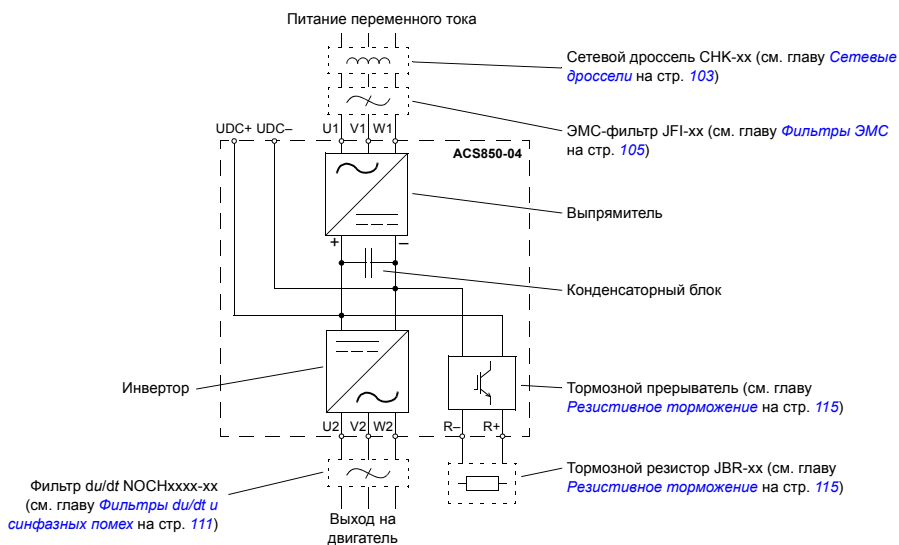 Питание переменного тока
Сетевой дроссель CHK-xx (см. главу Сетевые
дроссели на стр. 103)
ЭМС-фильтр JFI-xx (см. главу Фильтры ЭМС
на стр. 105)
UDC+ UDC– U1 V1 W1
ACS850-04
Выпрямитель
+ –
Конденсаторный блок
Инвертор
Тормозной прерыватель (см. главу
Резистивное торможение на стр. 115)
U2 V2 W2 R– R+
Тормозной резистор JBR-xx (см. главу
Резистивное торможение на стр. 115)
Фильтр du/dt NOCHxxxx-xx
(см. главу Фильтры du/dt и
синфазных помех на стр. 111)
Выход на
двигатель